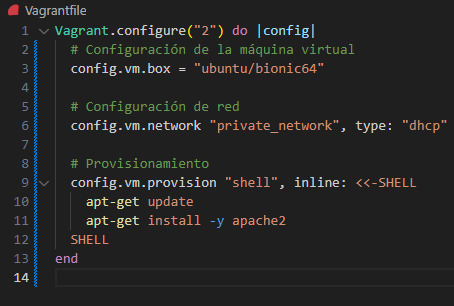 Vagrantfile
1 Vagrant.configure("2") do |config|
2 # Configuración de la máquina virtual
3 config.vm.box = "ubuntu/bionic64"
4
5 # Configuración de red
6 config.vm.network "private_network", type: "dhcp"
7
8 # Provisionamiento
9 config.vm.provision "shell", inline: <<-SHELL
10 apt-get update
11 apt-get install -y apache2
12 SHELL
13 end
14